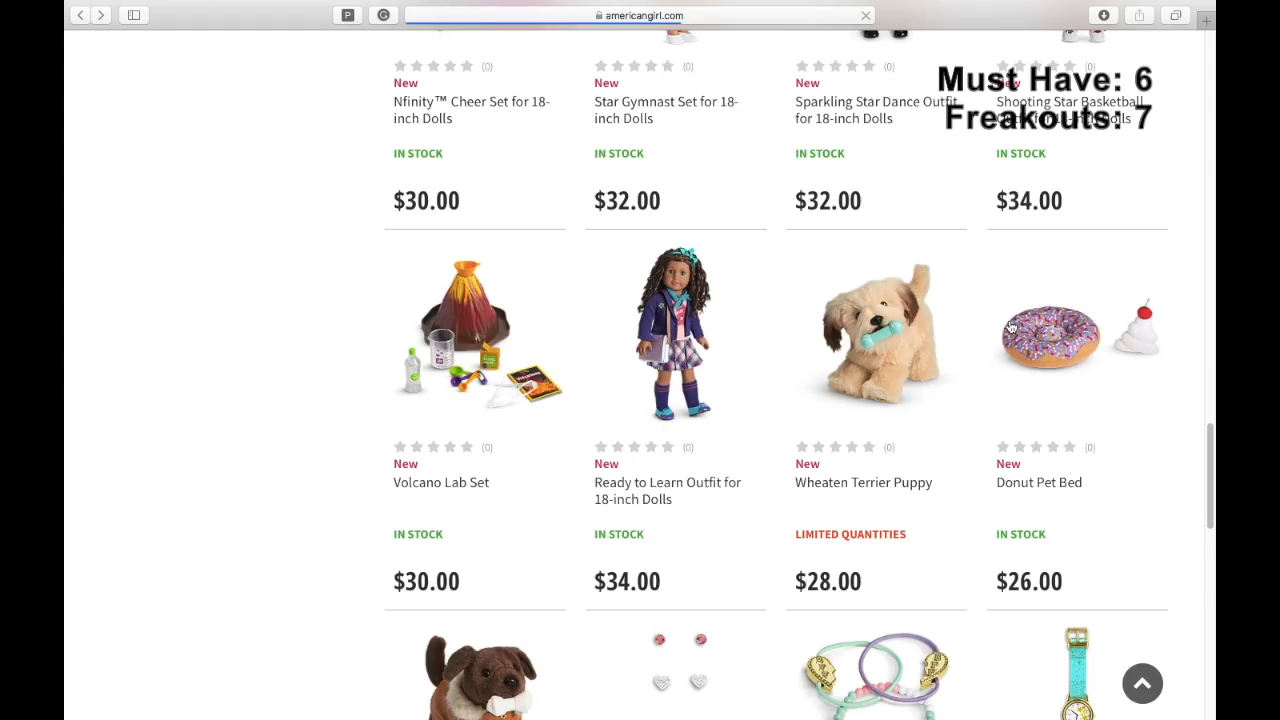 P
americangirl.com
Must Have: 6
Freakouts: 7
(0)
New
Nfinity™ Cheer Set for 18-
inch Dolls
IN STOCK
$30.00
(0)
New
Star Gymnast Set for 18-
inch Dolls
IN STOCK
$32.00
(0)
New
Sparkling Star Dance Outfit
for 18-inch Dolls
IN STOCK
$32.00
(0)
New
Shooting Star Basketball
Dolls
IN STOCK
$34.00
(0)
New
Volcano Lab Set
IN STOCK
$30.00
(0)
New
Ready to Learn Outfit for
18-inch Dolls
IN STOCK
$34.00
(0)
New
Wheaten Terrier Puppy
LIMITED QUANTITIES
$28.00
(0)
New
Donut Pet Bed
IN STOCK
$26.00